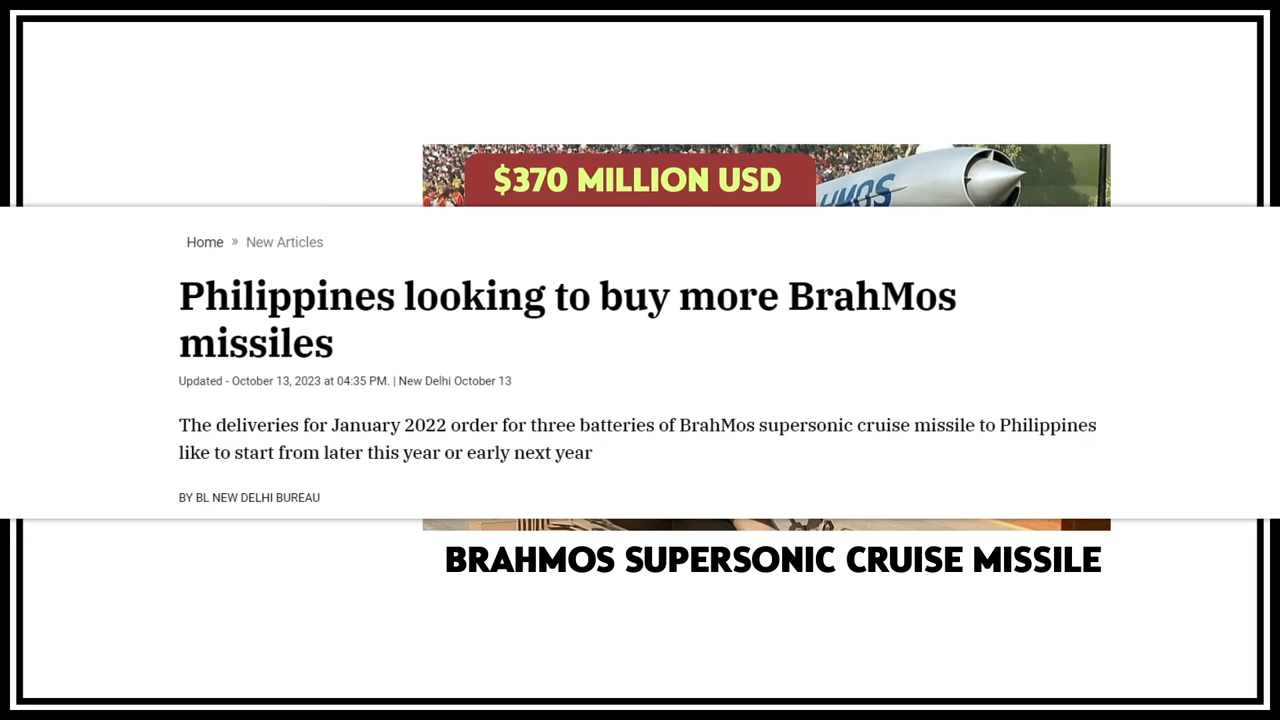 $370 MILLION USD
HMOS
Home » New Articles
Philippines looking to buy more BrahMos
missiles
Updated - October 13, 2023 at 04:35 PM. | New Delhi October 13
The deliveries for January 2022 order for three batteries of BrahMos supersonic cruise missile to Philippines
like to start from later this year or early next year
BY BL NEW DELHI BUREAU
BRAHMOS SUPERSONIC CRUISE MISSILE